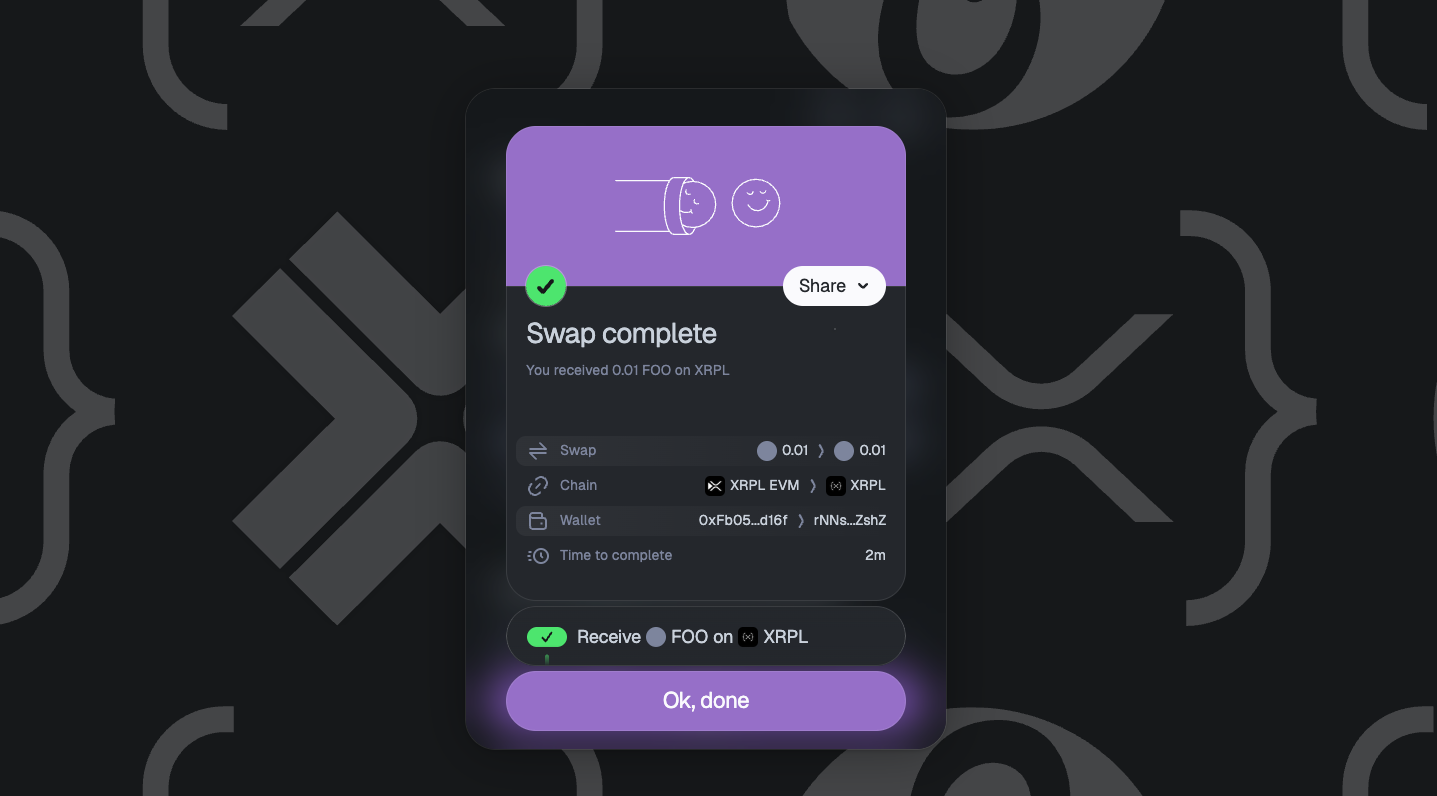 Share
Swap complete
You received 0.01 FOO on XRPL
Swap 0.01 0.01
Chain XRPL EVM XRPL
Wallet 0xFb05...d16f rNNs...ZshZ
Time to complete 2m
Receive FOO on XRPL
Ok, done